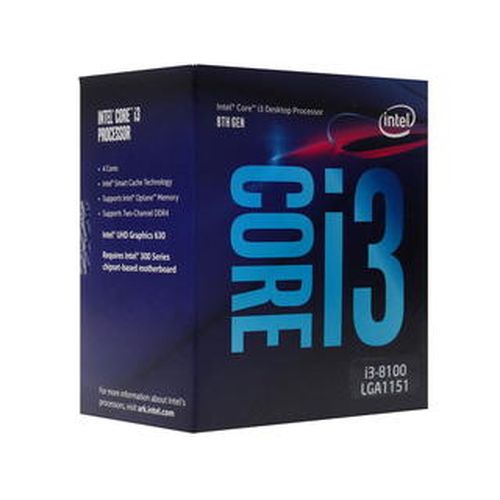 INTEL® CORE™ i3
PROCESSOR
• 4 Cores
• Intel® Smart Cache Technology
• Supports Intel® Optane™ Memory
• Supports Two-Channel DDR4
Intel® UHD Graphics 630
Requires Intel® 300 Series
chipset-based motherboard
For more information about Intel's
processors, visit ark.intel.com
Intel® Core™ i3 Desktop Processor
8TH GEN
intel
CORE i3
i3-8100
LGA1151